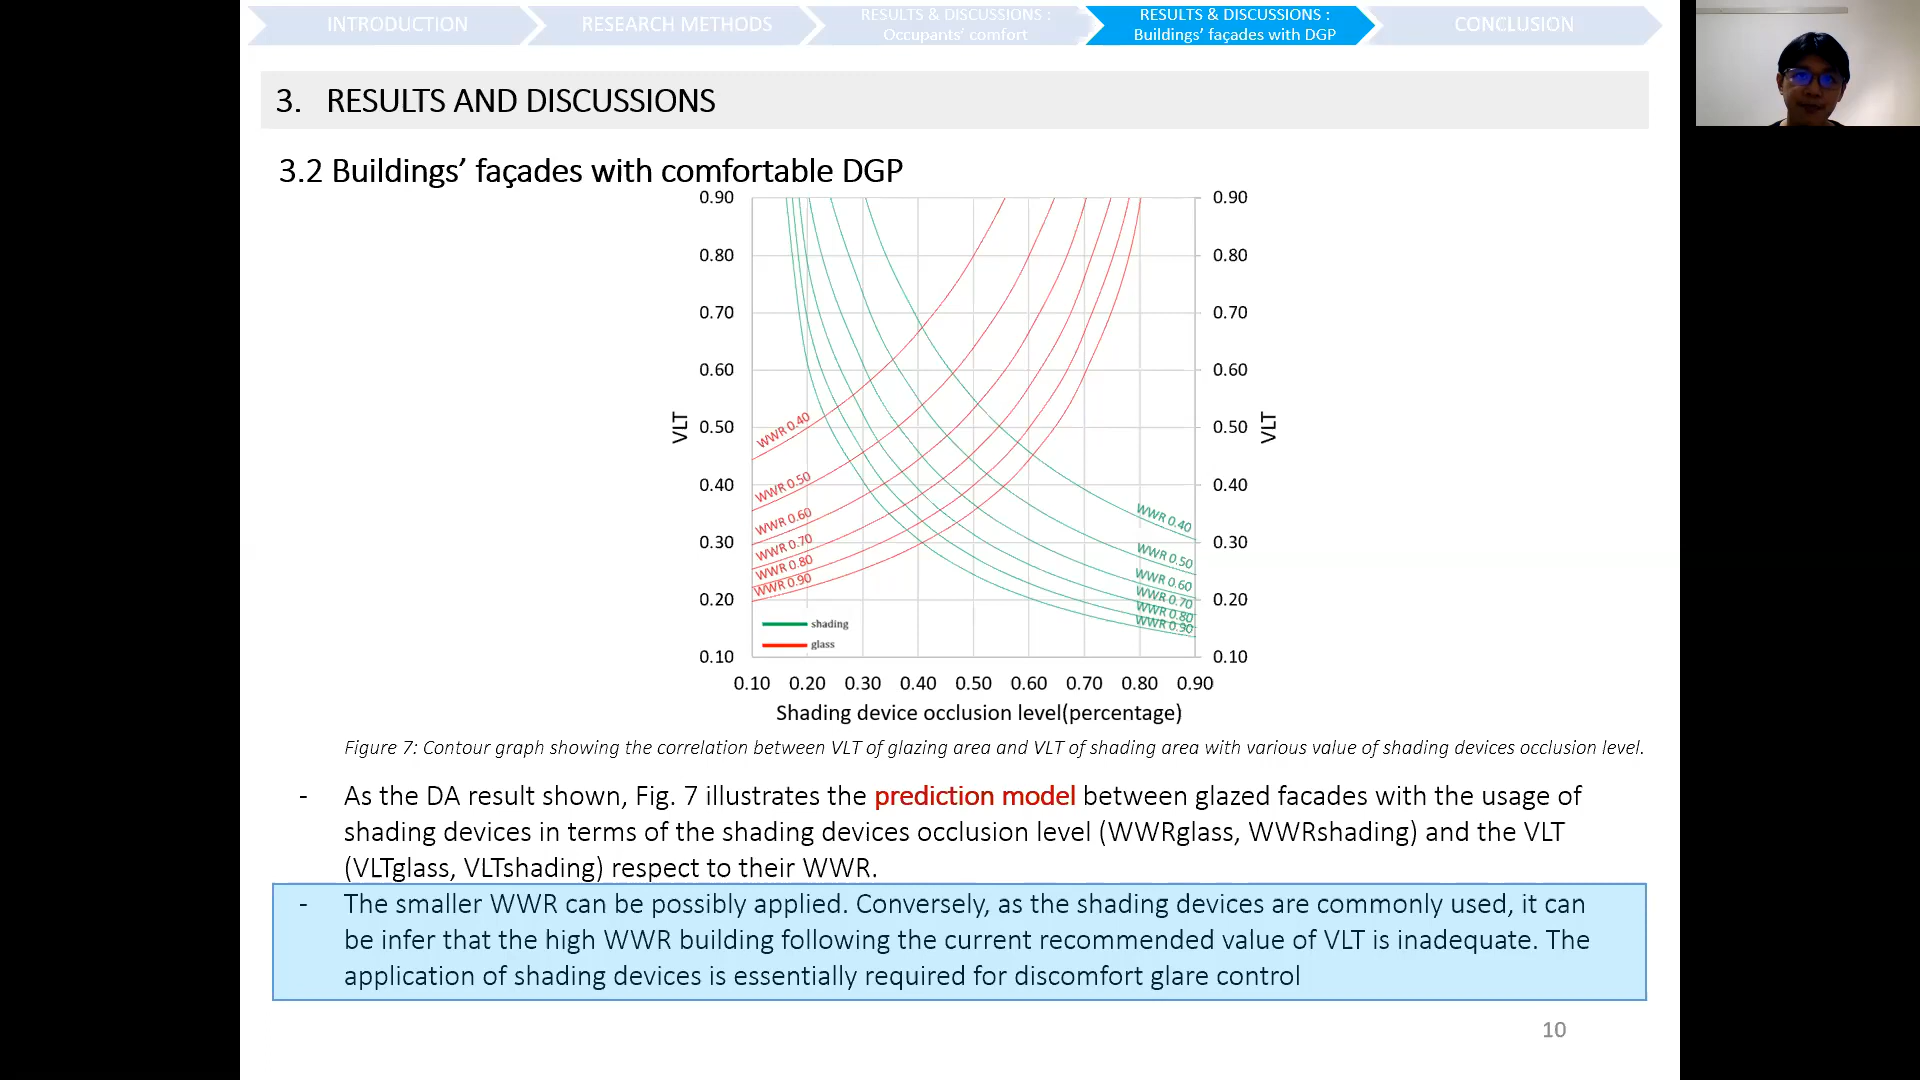 INTRODUCTION
RESEARCH METHODS
RESULTS & DISCUSSIONS :
Occupants' comfort
RESULTS & DISCUSSIONS :
Buildings' façades with DGP
CONCLUSION
3. RESULTS AND DISCUSSIONS
3.2 Buildings' façades with comfortable DGP
0.90
0.80
0.70
0.60
0.50
0.40
0.30
0.20
0.10
VLT
WWR 0.40
WWR 0.50
WWR 0.60
WWR 0.70
WWR 0.80
WWR 0.90
shading
glass
WWR 0.40
WWR 0.50
WWR 0.60
WWR 0.70
WWR 0.80
WWR 0.90
0.90
0.80
0.70
0.60
0.50
0.40
0.30
0.20
0.10
VLT
0.10 0.20 0.30 0.40 0.50 0.60 0.70 0.80 0.90
Shading device occlusion level(percentage)
Figure 7: Contour graph showing the correlation between VLT of glazing area and VLT of shading area with various value of shading devices occlusion level.
- As the DA result shown, Fig. 7 illustrates the prediction model between glazed facades with the usage of
shading devices in terms of the shading devices occlusion level (WWRglass, WWRshading) and the VLT
(VLTglass, VLTshading) respect to their WWR.
- The smaller WWR can be possibly applied. Conversely, as the shading devices are commonly used, it can
be infer that the high WWR building following the current recommended value of VLT is inadequate. The
application of shading devices is essentially required for discomfort glare control
10